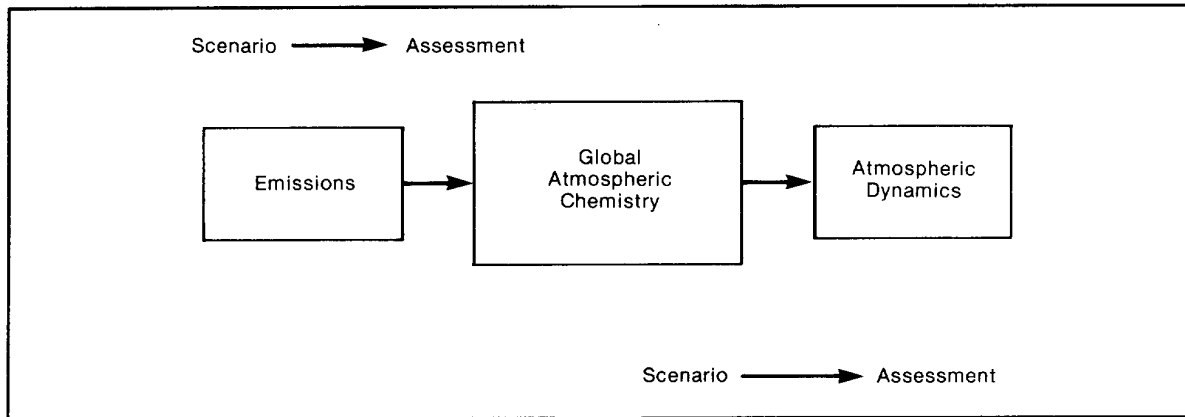 Scenario Assessment
Emissions
Global
Atmospheric
Chemistry
Atmospheric
Dynamics
Scenario Assessment